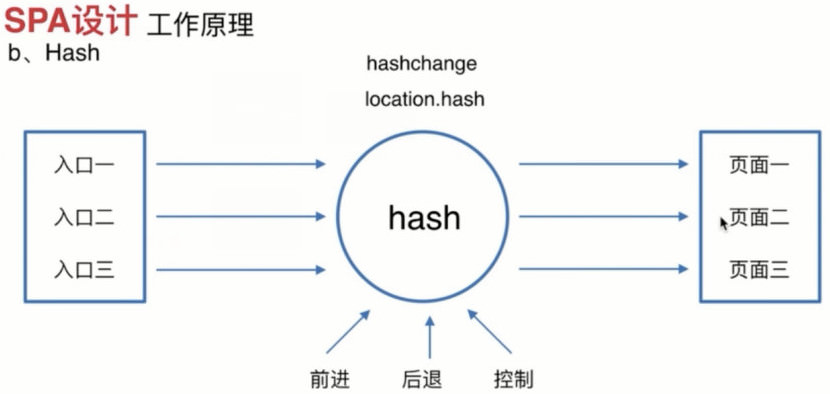 SPA设计 工作原理
b、Hash
hashchange
location.hash
入口一
入口二
入口三
hash
页面一
页面二
页面三
前进 后退 控制